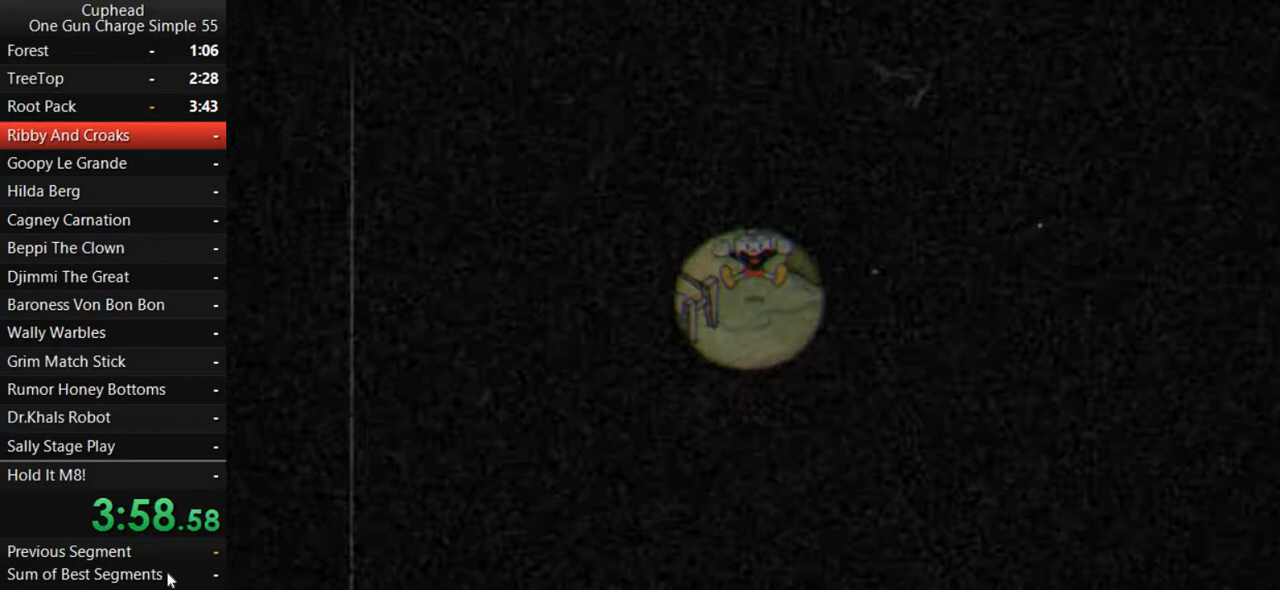 Cuphead
One Gun Charge Simple 55
Forest - 1:06
TreeTop - 2:28
Root Pack - 3:43
Ribby And Croaks -
Goopy Le Grande -
Hilda Berg -
Cagney Carnation -
Beppi The Clown -
Djimmi The Great -
Baroness Von Bon Bon -
Wally Warbles -
Grim Match Stick -
Rumor Honey Bottoms -
Dr.Khals Robot -
Sally Stage Play -
Hold It M8! -
3:58.58
Previous Segment -
Sum of Best Segments -